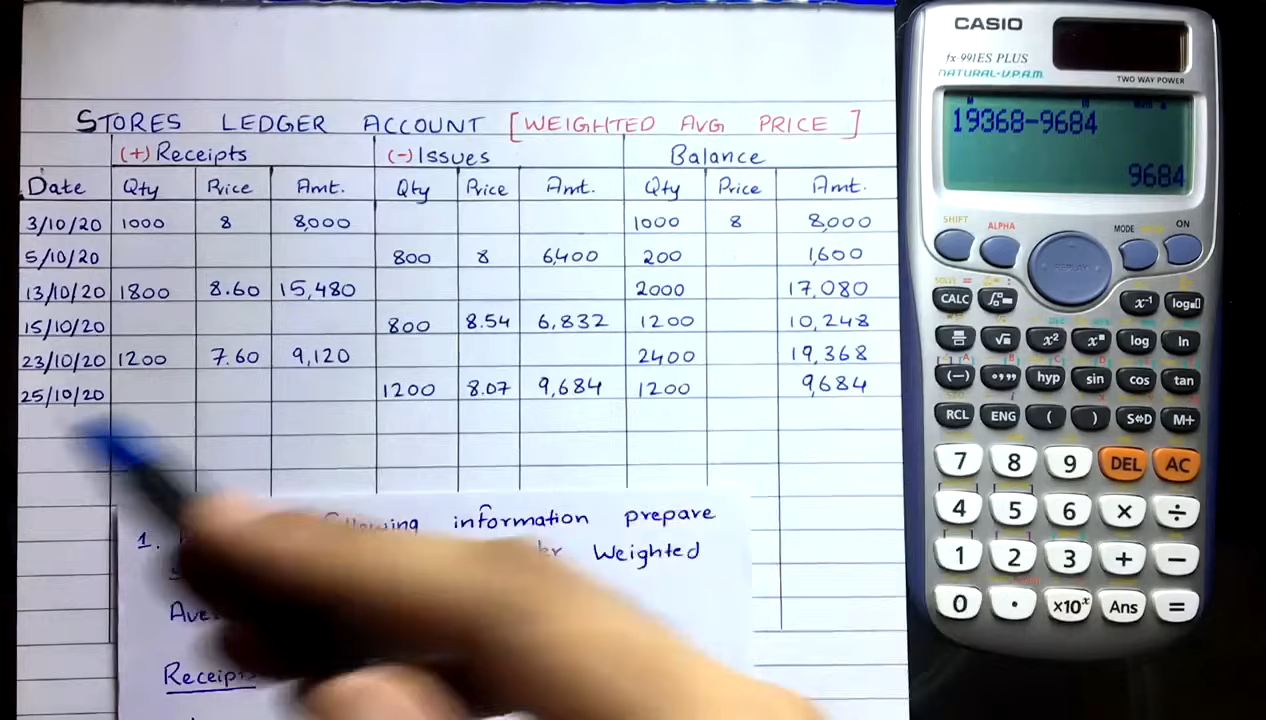 STORES LEDGER ACCOUNT [WEIGHTED AVG PRICE]
(+) Receipts (-) Issues Balance
Date Qty Price Amt. Qty Price Amt. Qty Price Amt.
3/10/20 1000 8 8,000 1000 8 8,000
5/10/20 800 8 6,400 200 1,600
13/10/20 1800 8.60 15,480 2000 17,080
15/10/20 800 8.54 6,832 1200 10,248
23/10/20 1200 7.60 9,120 2400 19,368
25/10/20 1200 8.07 9,684 1200 9,684
1. information prepare
Weighted
Receipts
CASIO
fx-991ES PLUS
NATURAL-V.P.A.M.
TWO WAY POWER
19368-9684
9684
SHIFT ALPHA MODE ON
REPLAY
CALC x⁻¹ log
√ x² log ln
(−) hyp sin cos tan
RCL ENG ( ) S⇔D M+
7 8 9 DEL AC
4 5 6 × ÷
1 2 3 + −
0 . ×10ˣ Ans =